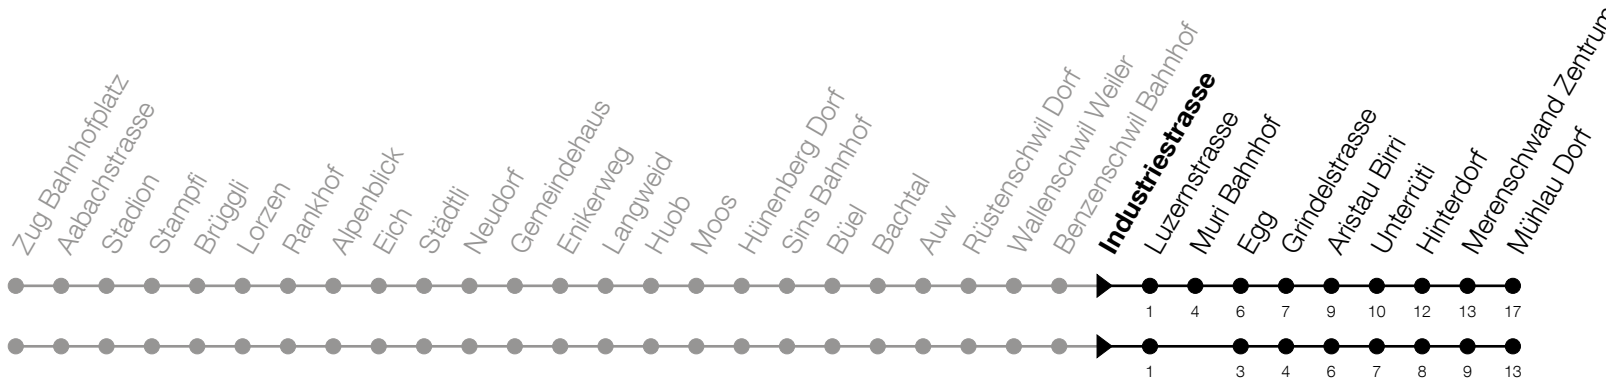 Zug Bahnhofplatz
Aabachstrasse
Stadion
Stampfi
Brüggli
Lorzen
Rankhof
Alpenblick
Eich
Städtli
Neudorf
Gemeindehaus
Enikerweg
Langweid
Huob
Moos
Hünenberg Dorf
Sins Bahnhof
Büel
Bachtal
Auw
Rüstenschwil Dorf
Wallenschwil Weiler
Benzenschwil Bahnhof
Industriestrasse
Luzernstrasse
Muri Bahnhof
Egg
Grindelstrasse
Aristau Birri
Unterrüti
Hinterdorf
Merenschwand Zentrum
Mühlau Dorf
1 4 6 7 9 10 12 13 17
1 3 4 6 7 8 9 13